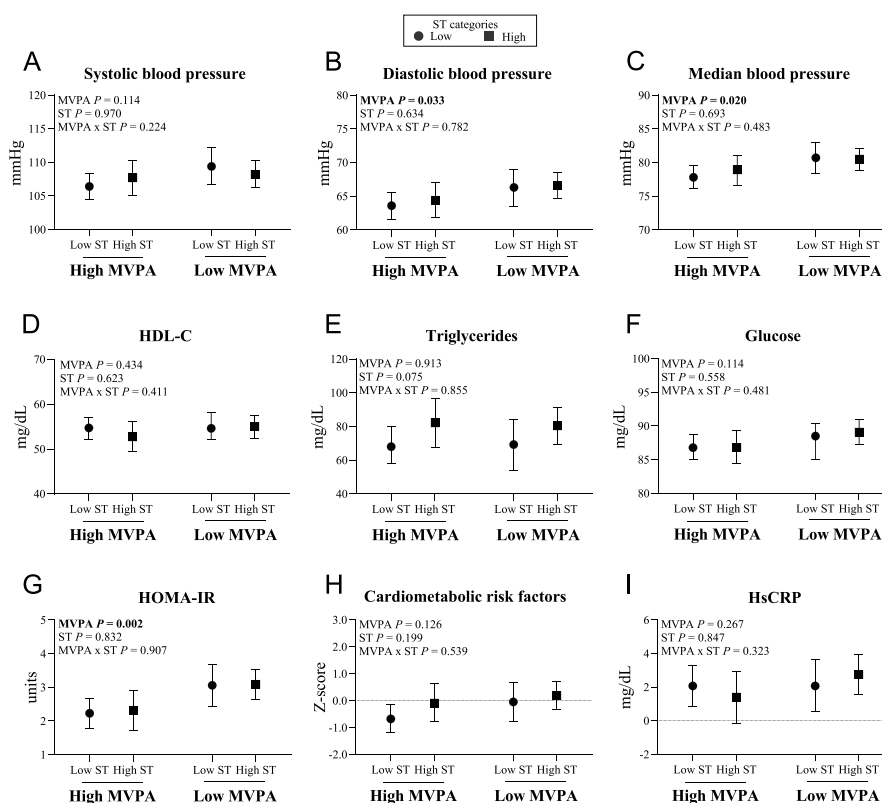 ST categories
Low High
A
Systolic blood pressure
mmHg
120
115
110
105
100
MVPA P = 0.114
ST P = 0.970
MVPA x ST P = 0.224
Low ST High ST Low ST High ST
High MVPA Low MVPA
B
Diastolic blood pressure
mmHg
80
75
70
65
60
MVPA P = 0.033
ST P = 0.634
MVPA x ST P = 0.782
Low ST High ST Low ST High ST
High MVPA Low MVPA
C
Median blood pressure
mmHg
90
85
80
75
70
MVPA P = 0.020
ST P = 0.693
MVPA x ST P = 0.483
Low ST High ST Low ST High ST
High MVPA Low MVPA
D
HDL-C
mg/dL
70
60
50
40
MVPA P = 0.434
ST P = 0.623
MVPA x ST P = 0.411
Low ST High ST Low ST High ST
High MVPA Low MVPA
E
Triglycerides
mg/dL
120
100
80
60
40
MVPA P = 0.913
ST P = 0.075
MVPA x ST P = 0.855
Low ST High ST Low ST High ST
High MVPA Low MVPA
F
Glucose
mg/dL
100
95
90
85
80
MVPA P = 0.114
ST P = 0.558
MVPA x ST P = 0.481
Low ST High ST Low ST High ST
High MVPA Low MVPA
G
HOMA-IR
units
5
4
3
2
1
MVPA P = 0.002
ST P = 0.832
MVPA x ST P = 0.907
Low ST High ST Low ST High ST
High MVPA Low MVPA
H
Cardiometabolic risk factors
Z-score
3.0
2.0
1.0
0.0
-1.0
-2.0
MVPA P = 0.126
ST P = 0.199
MVPA x ST P = 0.539
Low ST High ST Low ST High ST
High MVPA Low MVPA
I
HsCRP
mg/dL
6
4
2
0
-2
MVPA P = 0.267
ST P = 0.847
MVPA x ST P = 0.323
Low ST High ST Low ST High ST
High MVPA Low MVPA